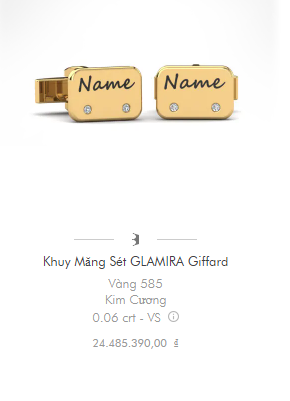 Name Name
Khuy Măng Sét GLAMIRA Giffard
Vàng 585
Kim Cương
0.06 crt - VS
24.485.390,00 ₫